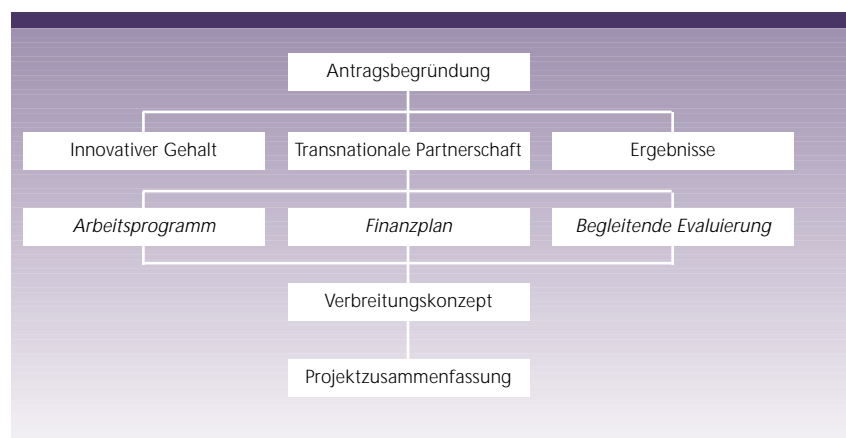 Antragsbegründung
Innovativer Gehalt
Transnationale Partnerschaft
Ergebnisse
Arbeitsprogramm
Finanzplan
Begleitende Evaluierung
Verbreitungskonzept
Projektzusammenfassung